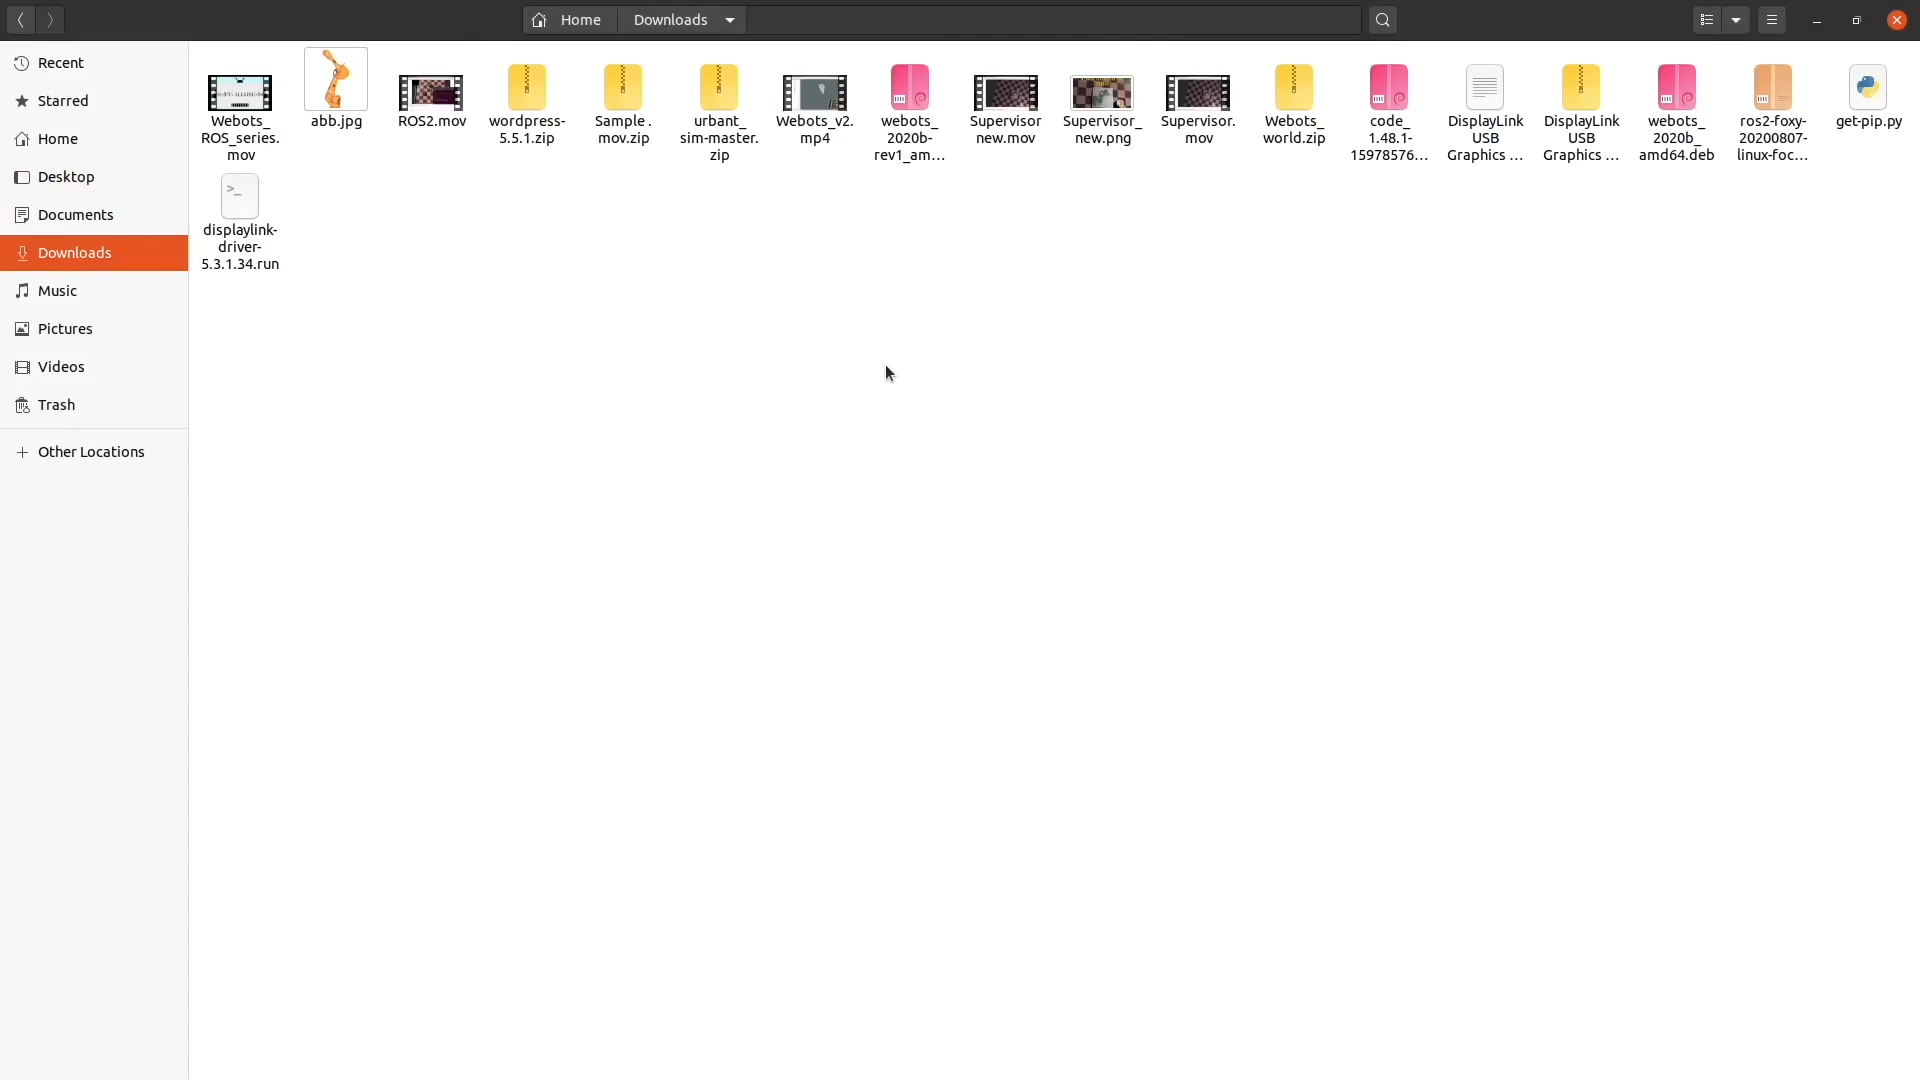 Home
Downloads
Recent
Starred
Home
Desktop
Documents
Downloads
Music
Pictures
Videos
Trash
Other Locations
Webots_
ROS_series.
mov
abb.jpg
ROS2.mov
wordpress-
5.5.1.zip
Sample .
mov.zip
urbant_
sim-master.
zip
Webots_v2.
mp4
webots_
2020b-
rev1_am...
Supervisor
new.mov
Supervisor_
new.png
Supervisor.
mov
Webots_
world.zip
code_
1.48.1-
15978576...
DisplayLink
USB
Graphics ...
DisplayLink
USB
Graphics ...
webots_
2020b_
amd64.deb
ros2-foxy-
20200807-
linux-foc...
get-pip.py
>_
displaylink-
driver-
5.3.1.34.run